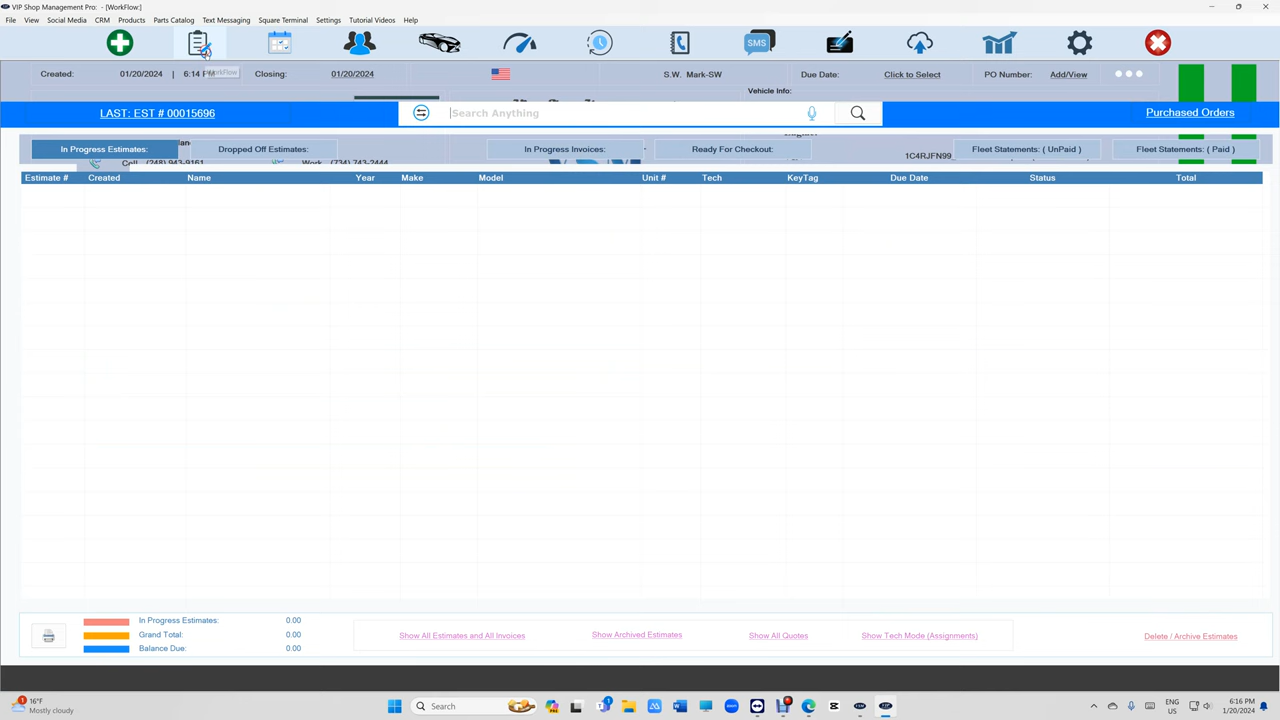 VIP Shop Management Pro: - [WorkFlow:]
File View Social Media CRM Products Parts Catalog Text Messaging Square Terminal Settings Tutorial Videos Help
SMS
WorkFlow
Created: 01/20/2024 | 6:14 Closing: 01/20/2024 S.W. Mark-SW Due Date: Click to Select PO Number: Add/View
Vehicle Info:
LAST: EST # 00015696 Search Anything Purchased Orders
In Progress Estimates: Dropped Off Estimates: In Progress Invoices: Ready For Checkout: Fleet Statements: ( UnPaid ) Fleet Statements: ( Paid )
Cell (248) 943-9161 Work (734) 743-2444 1C4RJFN99
Estimate # Created Name Year Make Model Unit # Tech KeyTag Due Date Status Total
In Progress Estimates: 0.00
Grand Total: 0.00
Balance Due: 0.00
Show All Estimates and All Invoices Show Archived Estimates Show All Quotes Show Tech Mode (Assignments) Delete / Archive Estimates
1 16°F
Mostly cloudy
Search
ENG
US
6:16 PM
1/20/2024